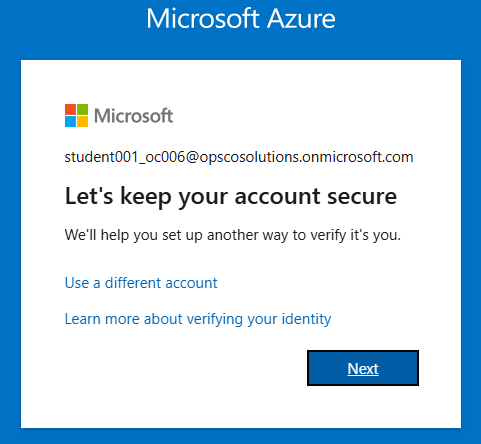 Microsoft Azure
Microsoft
student001_oc006@opscosolutions.onmicrosoft.com
Let's keep your account secure
We'll help you set up another way to verify it's you.
Use a different account
Learn more about verifying your identity
Next